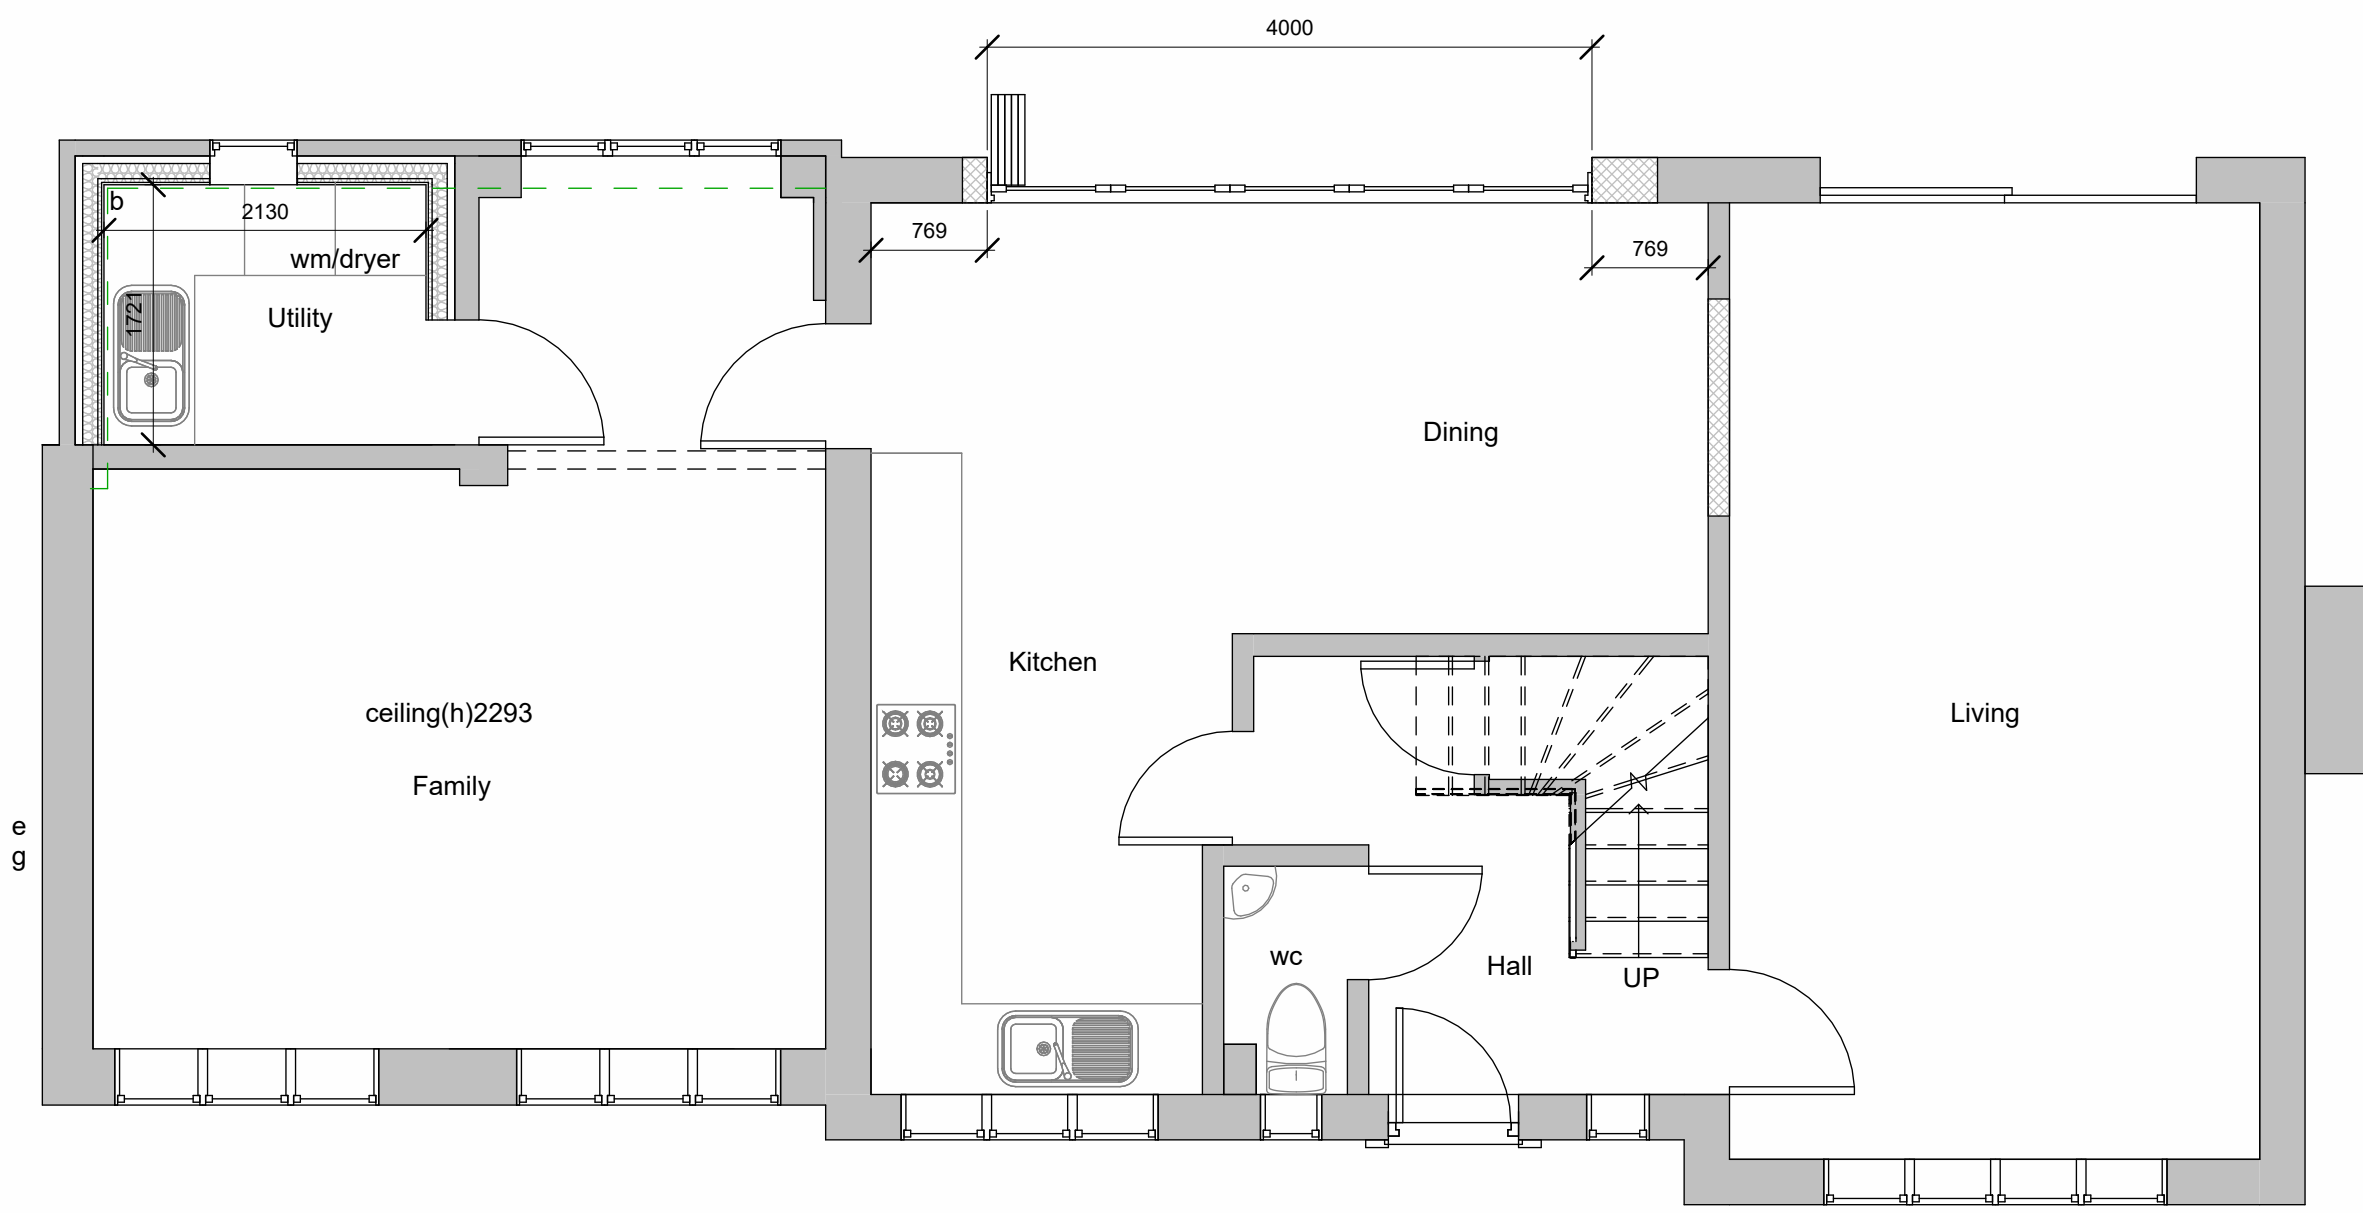 4000
b
2130
769
769
wm/dryer
1721
Utility
Dining
Kitchen
ceiling(h)2293
Living
Family
e
g
wc
Hall
UP